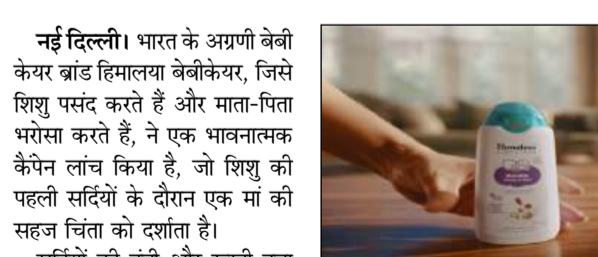 नई दिल्ली। भारत के अग्रणी बेबी
केयर ब्रांड हिमालया बेबीकेयर, जिसे
शिशु पसंद करते हैं और माता-पिता
भरोसा करते हैं, ने एक भावनात्मक
कैंपेन लांच किया है, जो शिशु की
पहली सर्दियों के दौरान एक मां की
सहज चिंता को दर्शाता है।
Himalaya